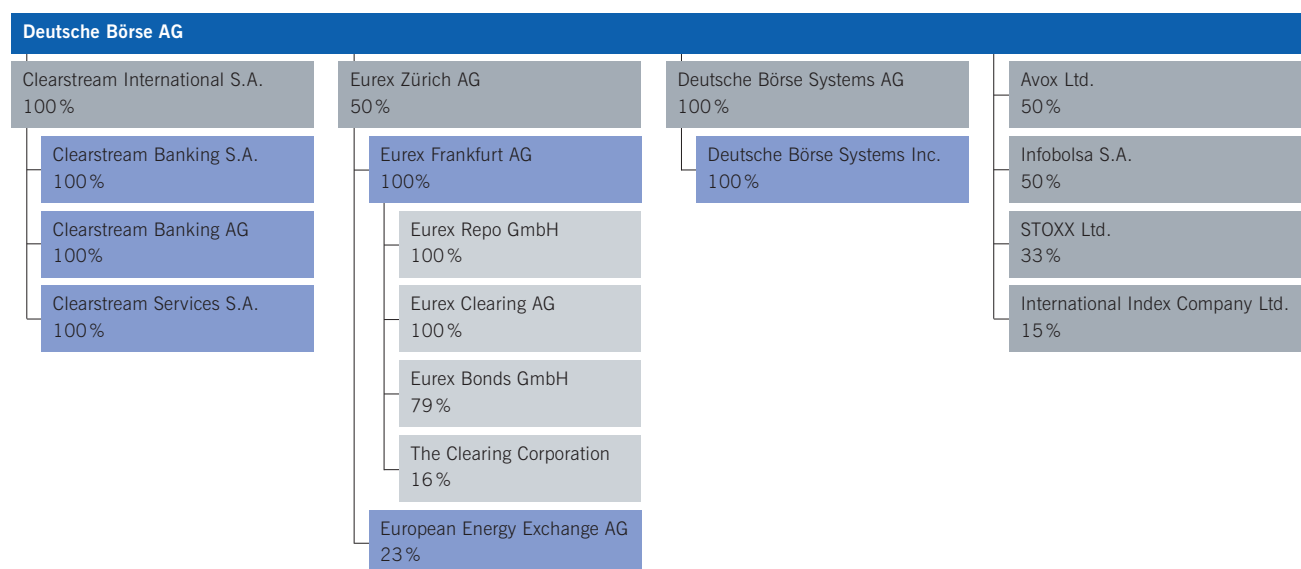 Deutsche Börse AG
Clearstream International S.A.
100 %
Clearstream Banking S.A.
100 %
Clearstream Banking AG
100%
Clearstream Services S.A.
100 %
Eurex Zürich AG
50 %
Eurex Frankfurt AG
100%
Eurex Repo GmbH
100 %
Eurex Clearing AG
100 %
Eurex Bonds GmbH
79 %
The Clearing Corporation
16 %
European Energy Exchange AG
23 %
Deutsche Börse Systems AG
100 %
Deutsche Börse Systems Inc.
100 %
Avox Ltd.
50 %
Infobolsa S.A.
50 %
STOXX Ltd.
33 %
International Index Company Ltd.
15 %